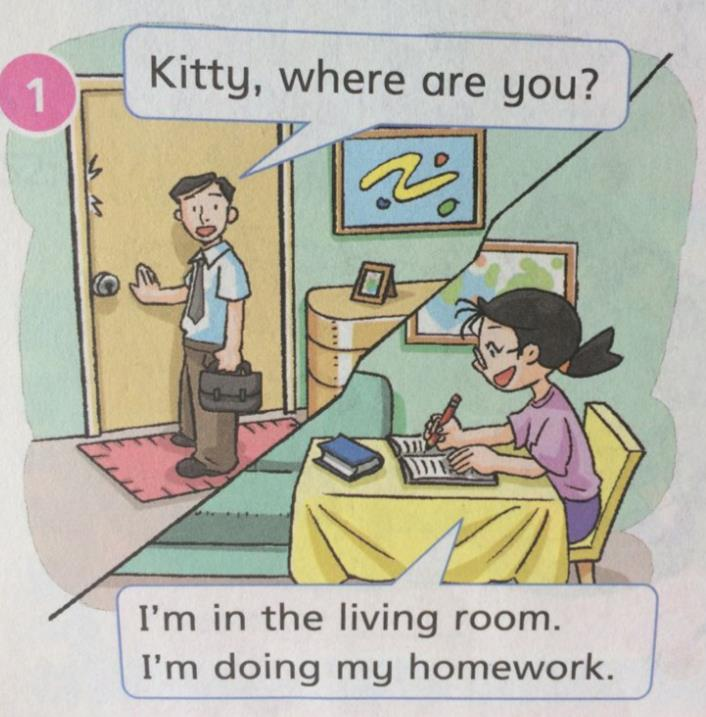 1
Kitty, where are you?
I'm in the living room.
I'm doing my homework.